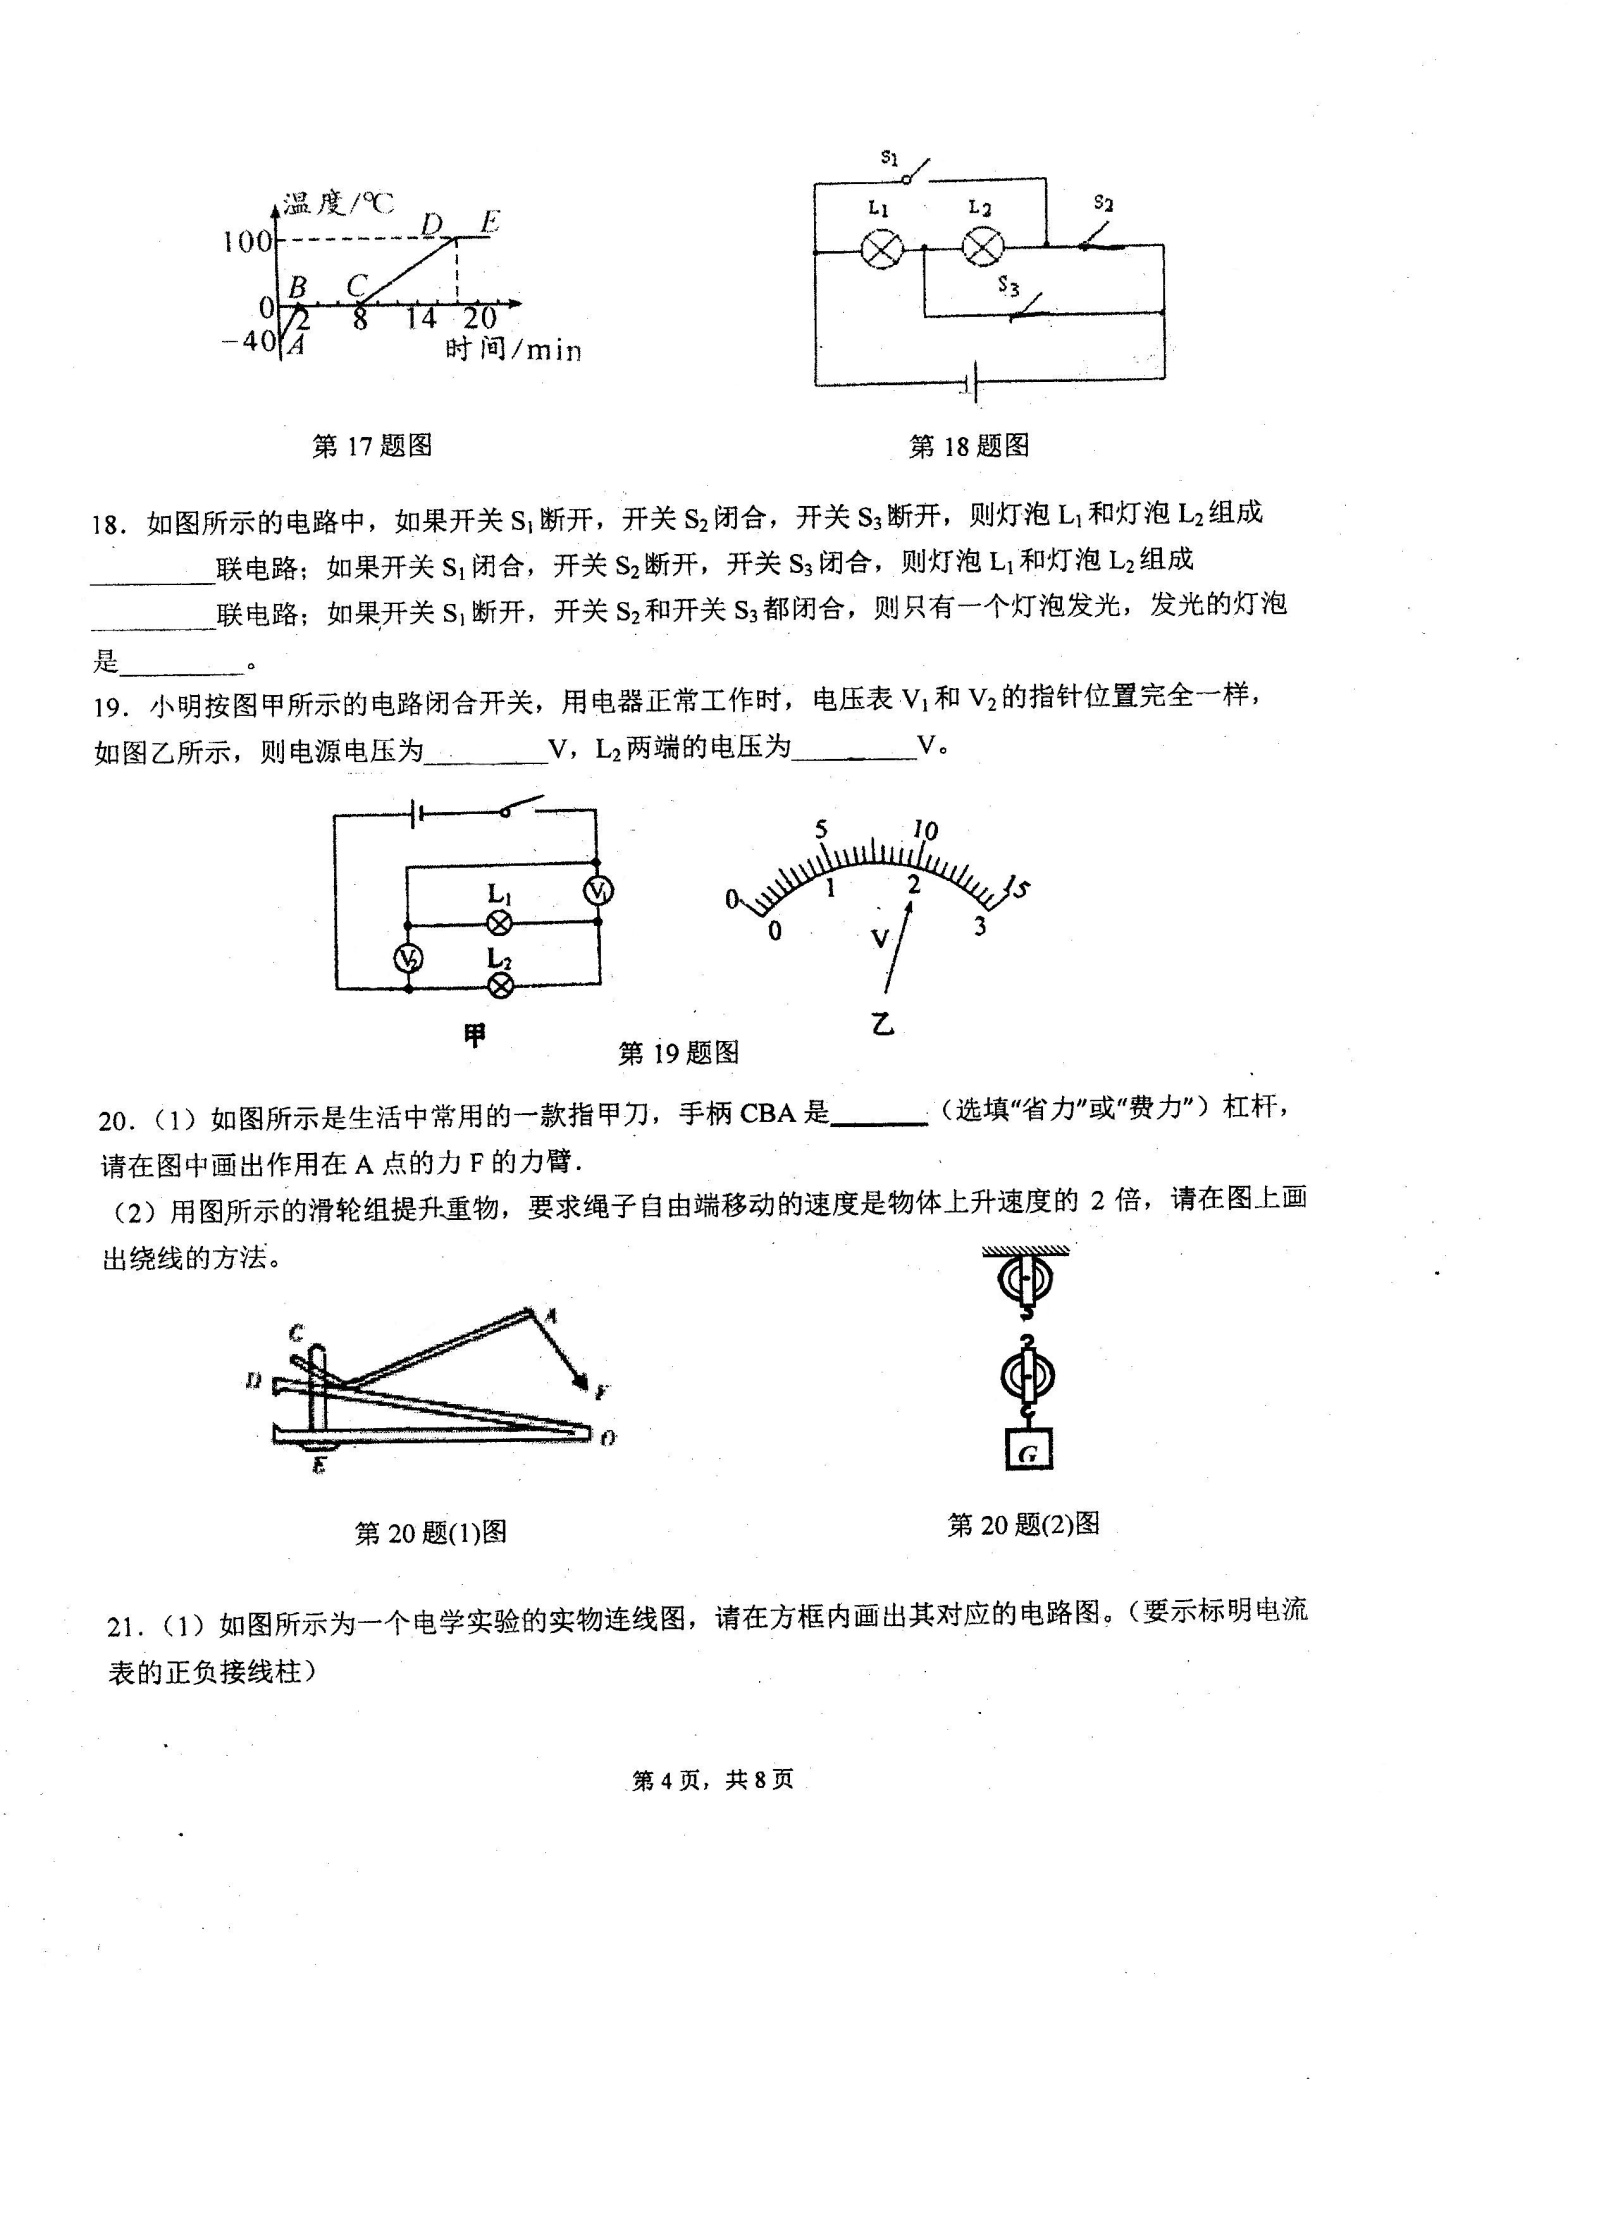 温度/℃
100
D
E
B
C
0
2
8
14
20
-40
A
时间/min
S1
L1
L2
S2
S3
第 17 题图
第 18 题图
18．如图所示的电路中，如果开关 S₁断开，开关 S₂闭合，开关 S₃断开，则灯泡 L₁和灯泡 L₂组成
________联电路；如果开关 S₁闭合，开关 S₂断开，开关 S₃闭合，则灯泡 L₁和灯泡 L₂组成
________联电路；如果开关 S₁断开，开关 S₂和开关 S₃都闭合，则只有一个灯泡发光，发光的灯泡
是________。
19．小明按图甲所示的电路闭合开关，用电器正常工作时，电压表 V₁和 V₂的指针位置完全一样，
如图乙所示，则电源电压为________V，L₂两端的电压为________V。
L₁
V₁
V₂
L₂
甲
0
5
10
15
0
1
2
3
V
乙
第 19 题图
20．（1）如图所示是生活中常用的一款指甲刀，手柄 CBA 是______（选填“省力”或“费力”）杠杆，
请在图中画出作用在 A 点的力 F 的力臂．
（2）用图所示的滑轮组提升重物，要求绳子自由端移动的速度是物体上升速度的 2 倍，请在图上画
出绕线的方法。
C
A
D
F
O
E
G
第 20 题(1)图
第 20 题(2)图
21．（1）如图所示为一个电学实验的实物连线图，请在方框内画出其对应的电路图。（要示标明电流
表的正负接线柱）
第 4 页，共 8 页